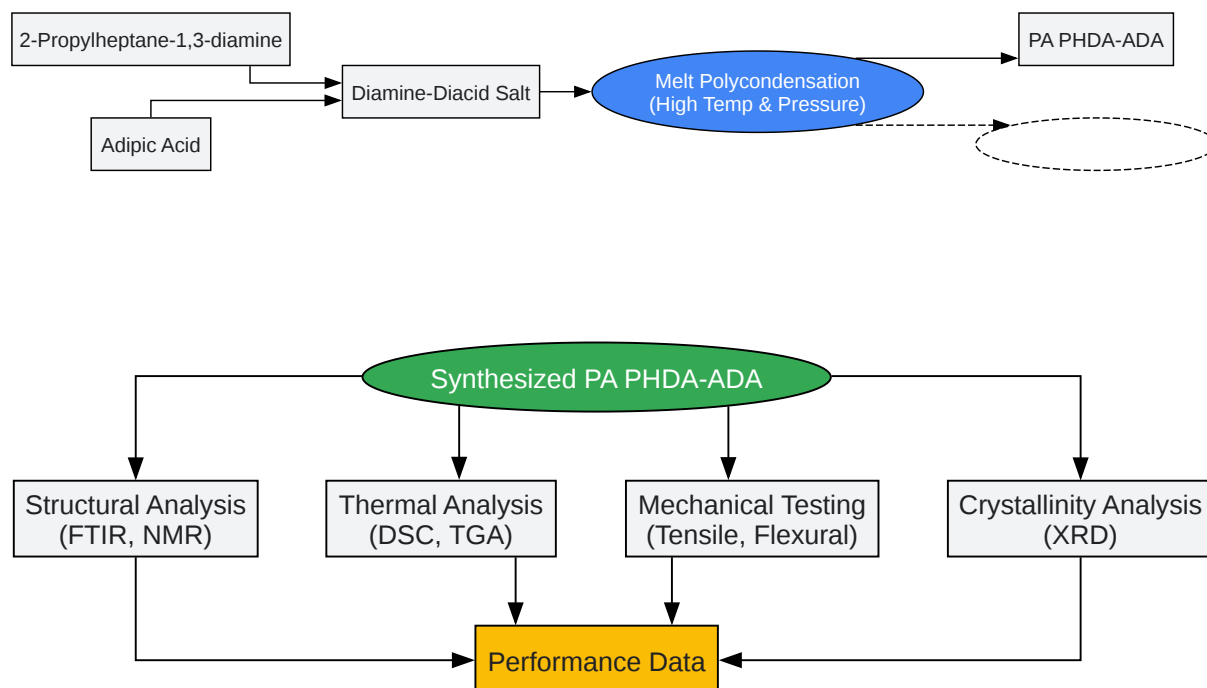 2-Propylheptane-1,3-diamine
PA PHDA-ADA
Melt Polycondensation
(High Temp & Pressure)
Diamine-Diacid Salt
Adipic Acid
Synthesized PA PHDA-ADA
Structural Analysis
(FTIR, NMR)
Thermal Analysis
(DSC, TGA)
Mechanical Testing
(Tensile, Flexural)
Crystallinity Analysis
(XRD)
Performance Data